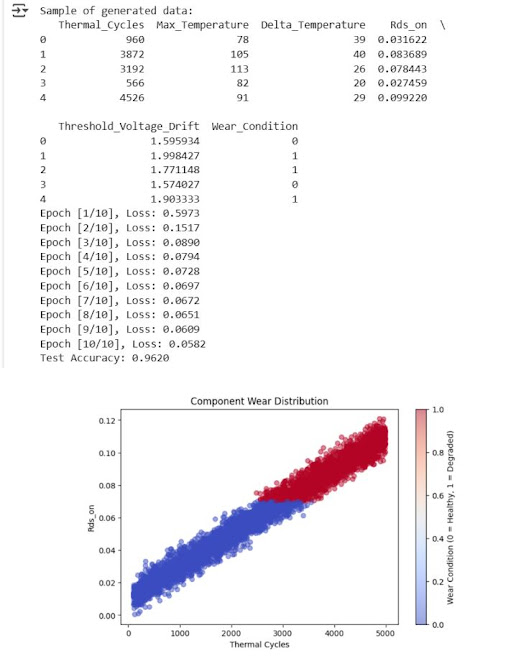 Sample of generated data:
Thermal_Cycles Max_Temperature Delta_Temperature Rds_on \
0 960 78 39 0.031622
1 3872 105 40 0.083689
2 3192 113 26 0.078443
3 566 82 20 0.027459
4 4526 91 29 0.099220
Threshold_Voltage_Drift Wear_Condition
0 1.595934 0
1 1.998427 1
2 1.771148 1
3 1.574027 0
4 1.903333 1
Epoch [1/10], Loss: 0.5973
Epoch [2/10], Loss: 0.1517
Epoch [3/10], Loss: 0.0890
Epoch [4/10], Loss: 0.0794
Epoch [5/10], Loss: 0.0728
Epoch [6/10], Loss: 0.0697
Epoch [7/10], Loss: 0.0672
Epoch [8/10], Loss: 0.0651
Epoch [9/10], Loss: 0.0609
Epoch [10/10], Loss: 0.0582
Test Accuracy: 0.9620
Component Wear Distribution
0.12
0.10
0.08
0.06
0.04
0.02
0.00
Rds_on
0 1000 2000 3000 4000 5000
Thermal Cycles
1.0
0.8
0.6
0.4
0.2
0.0
Wear Condition (0 = Healthy, 1 = Degraded)